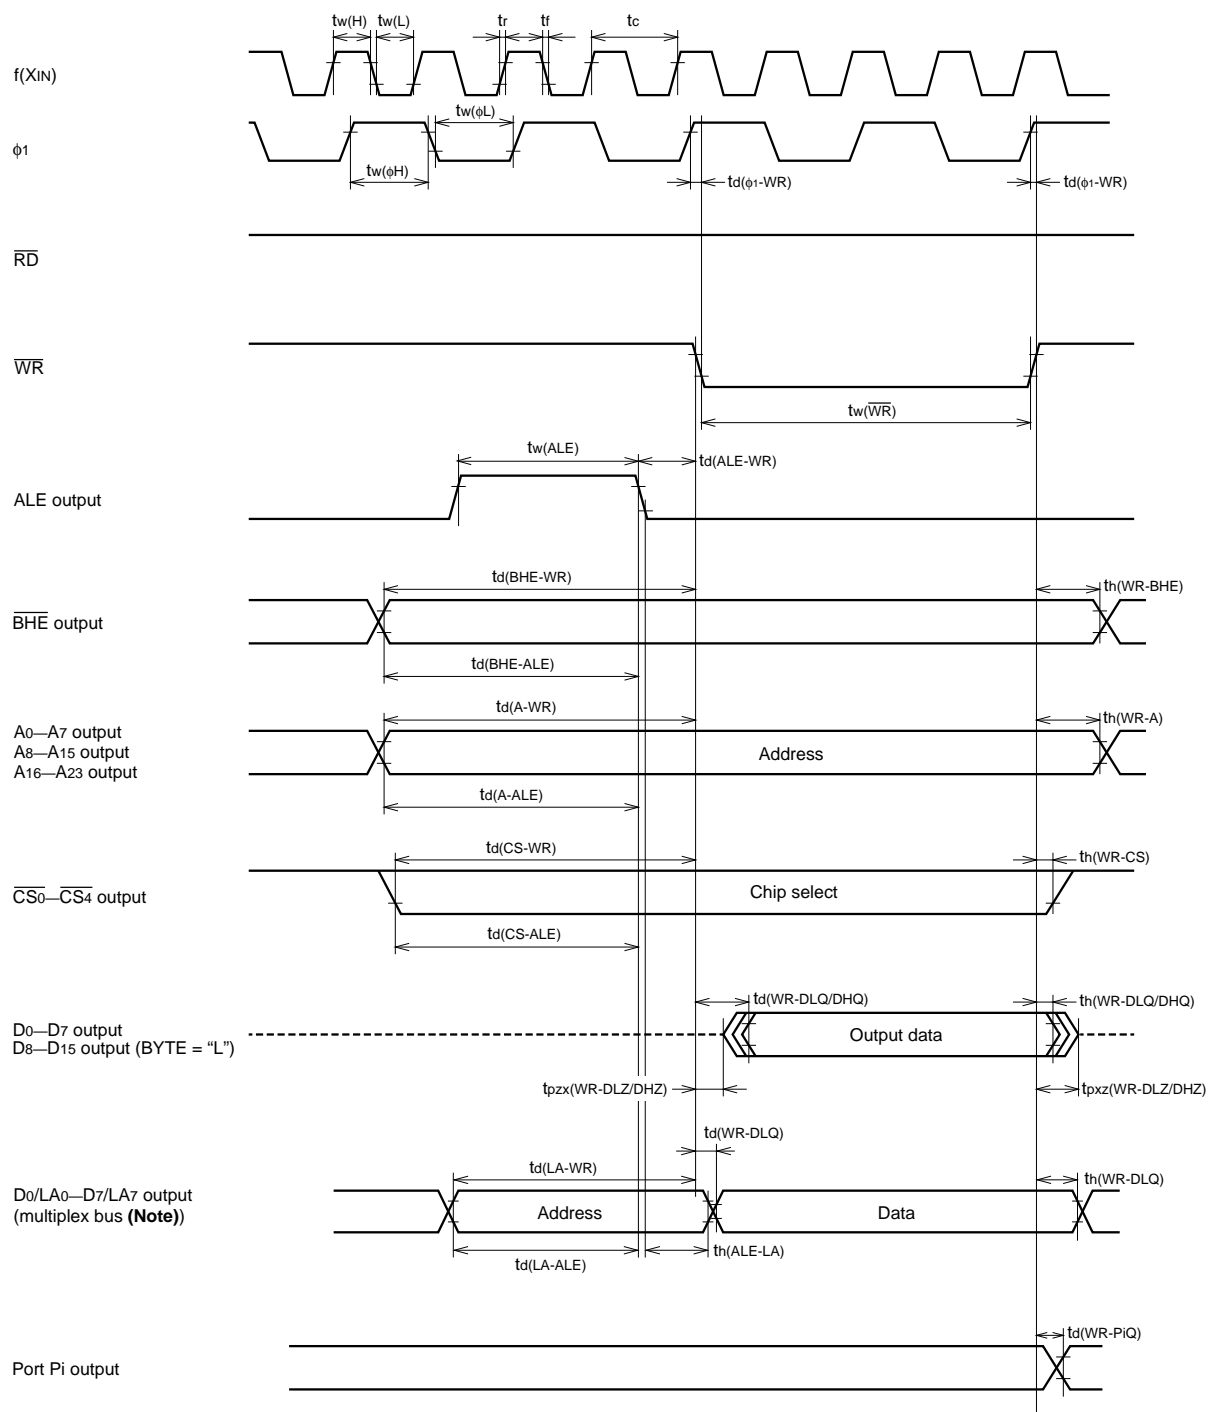 tw(H) tw(L) tr tf tc
f(XIN)
tw(ϕL)
ϕ1
tw(ϕH)
td(ϕ1-WR) td(ϕ1-WR)
RD
WR
tw(WR)
tw(ALE)
td(ALE-WR)
ALE output
td(BHE-WR)
th(WR-BHE)
BHE output
td(BHE-ALE)
td(A-WR)
th(WR-A)
A0—A7 output
A8—A15 output
A16—A23 output
Address
td(A-ALE)
td(CS-WR)
th(WR-CS)
CS0—CS4 output
Chip select
td(CS-ALE)
td(WR-DLQ/DHQ) th(WR-DLQ/DHQ)
D0—D7 output
D8—D15 output (BYTE = “L”)
Output data
tpzx(WR-DLZ/DHZ) tpxz(WR-DLZ/DHZ)
td(WR-DLQ)
td(LA-WR)
th(WR-DLQ)
D0/LA0—D7/LA7 output
(multiplex bus (Note))
Address Data
th(ALE-LA)
td(LA-ALE)
td(WR-PiQ)
Port Pi output